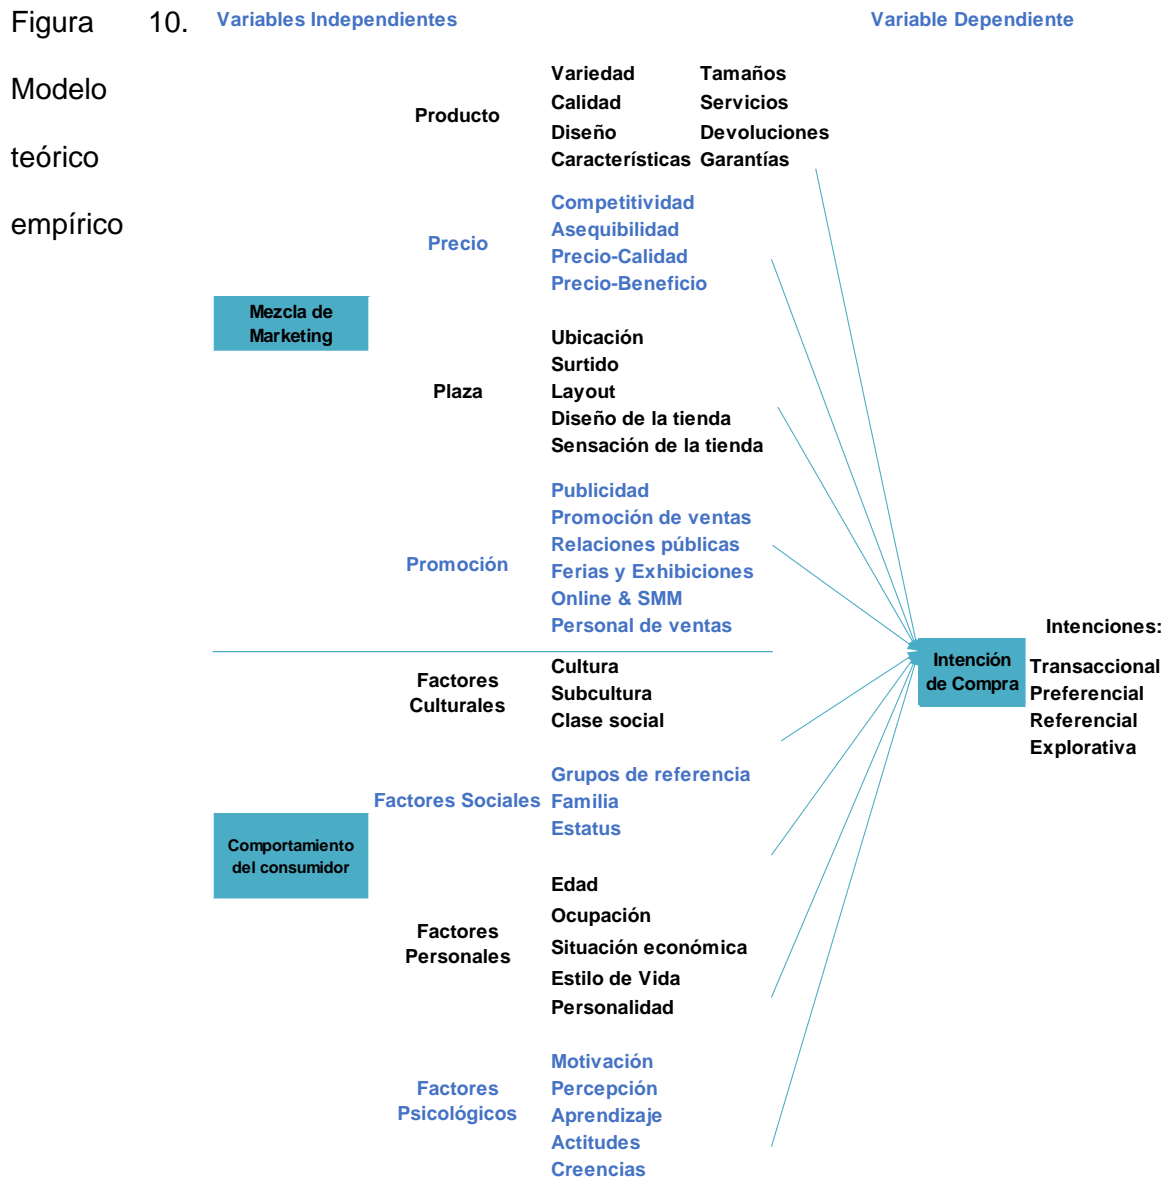 Figura 10.
Modelo
teórico
empírico
Variables Independientes
Variable Dependiente
Mezcla de
Marketing
Producto
Variedad
Calidad
Diseño
Características
Tamaños
Servicios
Devoluciones
Garantías
Precio
Competitividad
Asequibilidad
Precio-Calidad
Precio-Beneficio
Plaza
Ubicación
Surtido
Layout
Diseño de la tienda
Sensación de la tienda
Promoción
Publicidad
Promoción de ventas
Relaciones públicas
Ferias y Exhibiciones
Online & SMM
Personal de ventas
Comportamiento
del consumidor
Factores
Culturales
Cultura
Subcultura
Clase social
Factores Sociales
Grupos de referencia
Familia
Estatus
Factores
Personales
Edad
Ocupación
Situación económica
Estilo de Vida
Personalidad
Factores
Psicológicos
Motivación
Percepción
Aprendizaje
Actitudes
Creencias
Intención
de Compra
Intenciones:
Transaccional
Preferencial
Referencial
Explorativa